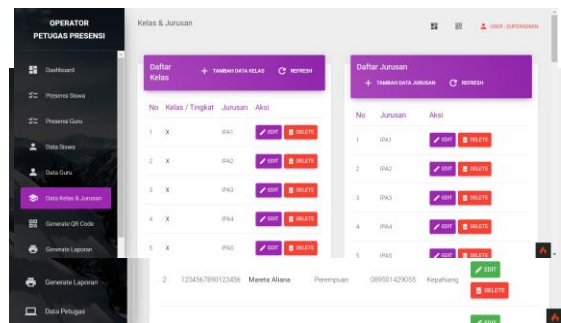 OPERATOR
PETUGAS PRESENSI
Kelas & Jurusan
USER : SUPERADMIN
Dashboard
Presensi Siswa
Presensi Guru
Data Siswa
Data Guru
Data Kelas & Jurusan
Generate QR Code
Generate Laporan
Daftar
Kelas
+ TAMBAH DATA KELAS
REFRESH
No Kelas / Tingkat Jurusan Aksi
1 X IPA1 EDIT DELETE
2 X IPA2 EDIT DELETE
3 X IPA3 EDIT DELETE
4 X IPA4 EDIT DELETE
5 X IPA5 EDIT DELETE
Daftar Jurusan
+ TAMBAH DATA JURUSAN
REFRESH
No Jurusan Aksi
1 IPA1 EDIT DELETE
2 IPA2 EDIT DELETE
3 IPA3 EDIT DELETE
4 IPA4 EDIT DELETE
5 IPA5 EDIT DELETE
Generate Laporan
Data Petugas
2 1234567890123456 Mareta Aliana Perempuan 089501429055 Kepahiang
EDIT
DELETE
EDIT